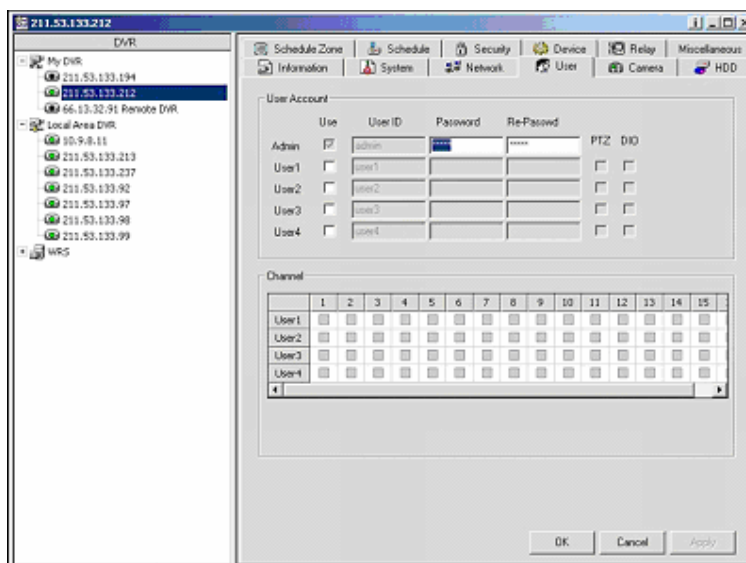 211.53.133.212
DVR
My DVR
211.53.133.194
211.53.133.212
66.13.32.91 Remote DVR
Local Area DVR
10.9.8.11
211.53.133.213
211.53.133.237
211.53.133.92
211.53.133.97
211.53.133.98
211.53.133.99
WRS
Schedule Zone Schedule Security Device Relay Miscellaneous
Information System Network User Camera HDD
User Account
Use User ID Password Re-Passwd
PTZ DIO
Admin admin ***** *****
User1 user1
User2 user2
User3 user3
User4 user4
Channel
1 2 3 4 5 6 7 8 9 10 11 12 13 14 15
User1
User2
User3
User4
OK Cancel Apply